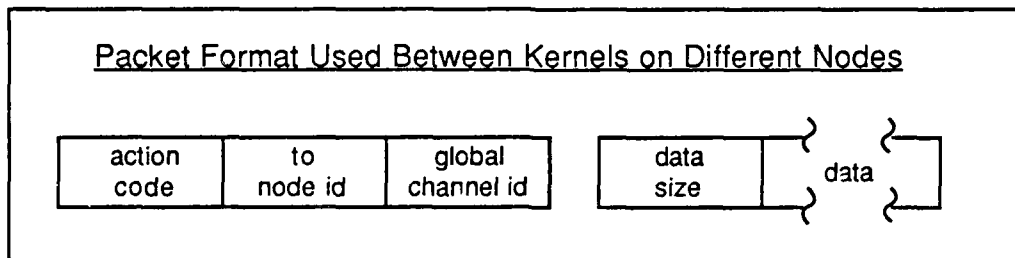 Packet Format Used Between Kernels on Different Nodes
action code
to node id
global channel id
data size
data